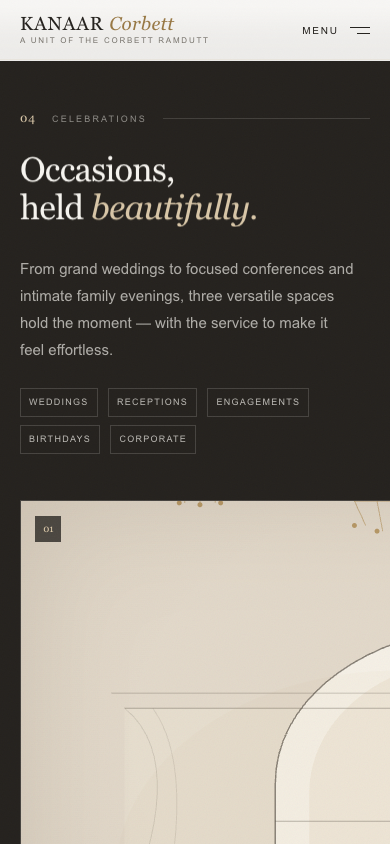 KANAAR Corbett
A UNIT OF THE CORBETT RAMDUTT
MENU
04 CELEBRATIONS
Occasions,
held beautifully.
From grand weddings to focused conferences and
intimate family evenings, three versatile spaces
hold the moment — with the service to make it
feel effortless.
WEDDINGS RECEPTIONS ENGAGEMENTS
BIRTHDAYS CORPORATE
01